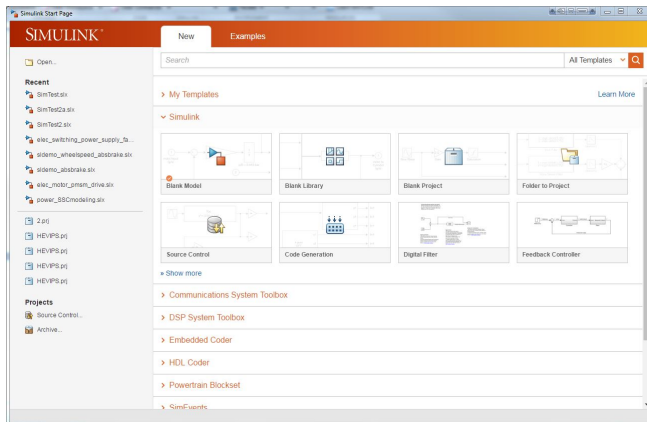 Simulink Start Page
SIMULINK®
New
Examples
Open...
Recent
SimTest.slx
SimTest2a.slx
SimTest2.slx
elec_switching_power_supply_fa...
sldemo_wheelspeed_absbrake.slx
sldemo_absbrake.slx
elec_motor_pmsm_drive.slx
power_SSCmodeling.slx
2.prj
HEVIPS.prj
HEVIPS.prj
HEVIPS.prj
HEVIPS.prj
Projects
Source Control...
Archive...
Search
All Templates
My Templates
Learn More
Simulink
Blank Model
Blank Library
Blank Project
Folder to Project
Source Control
Code Generation
Digital Filter
Feedback Controller
» Show more
Communications System Toolbox
DSP System Toolbox
Embedded Coder
HDL Coder
Powertrain Blockset
SimEvents